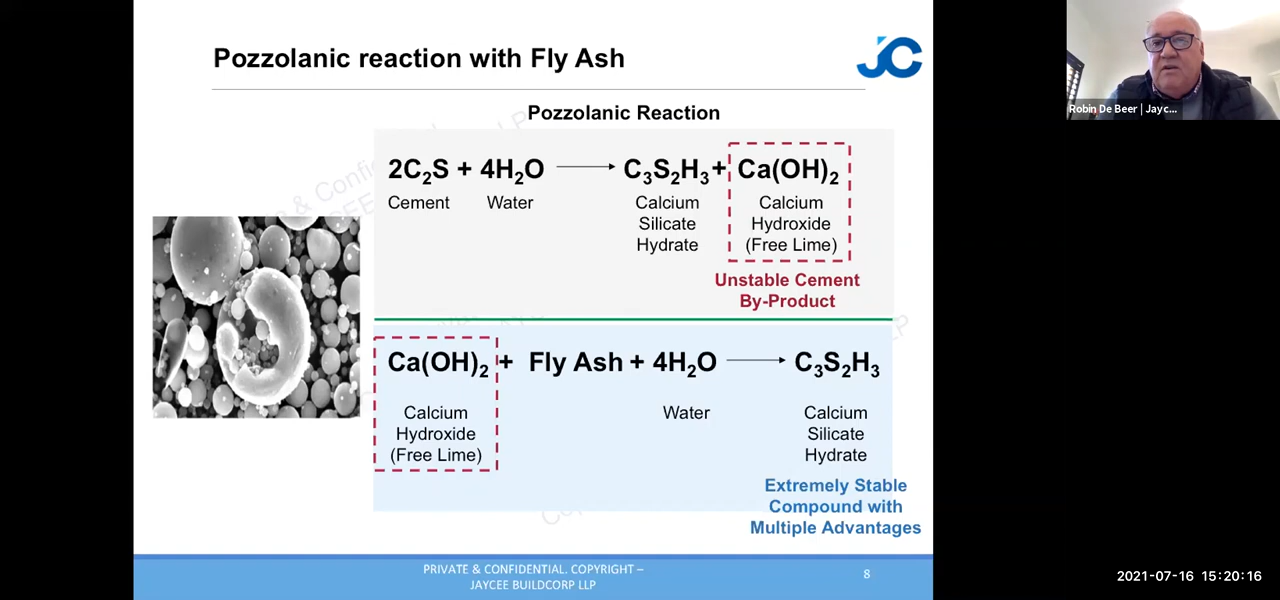 Pozzolanic reaction with Fly Ash
JC
Pozzolanic Reaction
2C₂S + 4H₂O → C₃S₂H₃ + Ca(OH)₂
Cement Water Calcium Calcium
Silicate Hydroxide
Hydrate (Free Lime)
Unstable Cement
By-Product
Ca(OH)₂ + Fly Ash + 4H₂O → C₃S₂H₃
Calcium Water Calcium
Hydroxide Silicate
(Free Lime) Hydrate
Extremely Stable
Compound with
Multiple Advantages
PRIVATE & CONFIDENTIAL. COPYRIGHT –
JAYCEE BUILDCORP LLP
8
Robin De Beer | Jayc...
2021-07-16 15:20:16